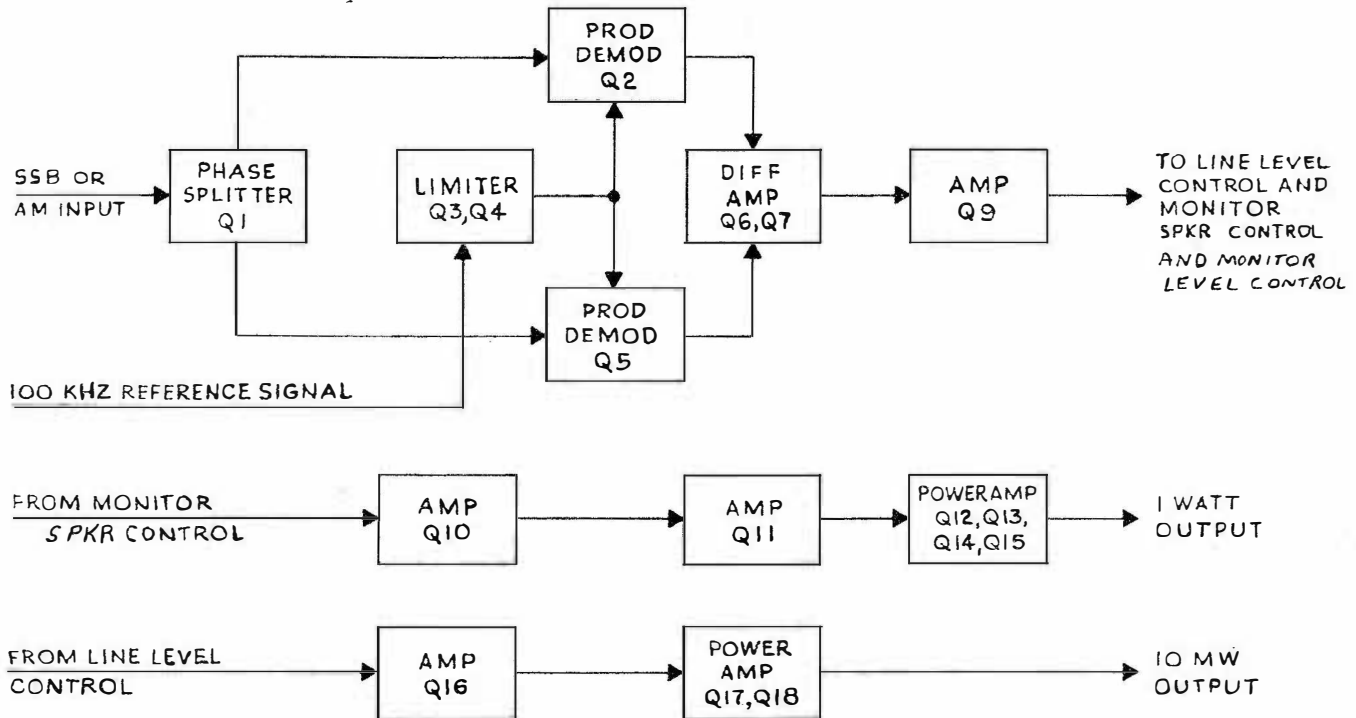 PROD
DEMOD
Q2
SSB OR
AM INPUT
PHASE
SPLITTER
Q1
LIMITER
Q3,Q4
DIFF
AMP
Q6,Q7
AMP
Q9
TO LINE LEVEL
CONTROL AND
MONITOR
SPKR CONTROL
AND MONITOR
LEVEL CONTROL
PROD
DEMOD
Q5
100 KHZ REFERENCE SIGNAL
FROM MONITOR
SPKR CONTROL
AMP
Q10
AMP
Q11
POWER AMP
Q12,Q13,
Q14,Q15
1 WATT
OUTPUT
FROM LINE LEVEL
CONTROL
AMP
Q16
POWER
AMP
Q17,Q18
10 MW
OUTPUT